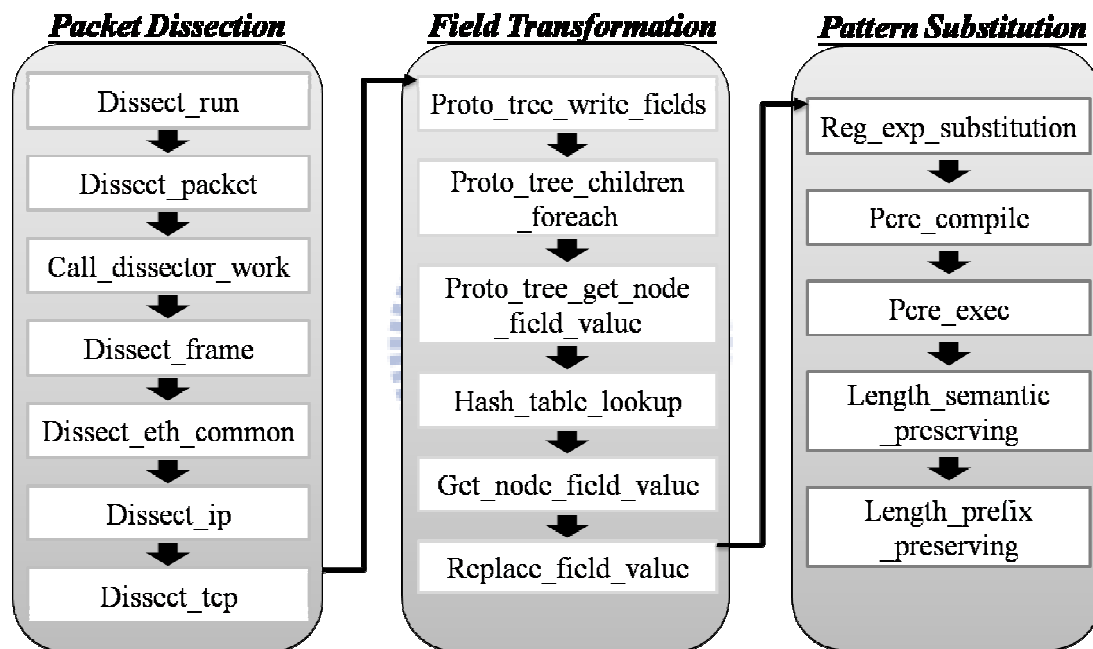 Packet Dissection
Dissect_run
Dissect_packet
Call_dissector_work
Dissect_frame
Dissect_eth_common
Dissect_ip
Dissect_tcp
Field Transformation
Proto_tree_write_fields
Proto_tree_children
_foreach
Proto_tree_get_node
_field_value
Hash_table_lookup
Get_node_field_value
Replace_field_value
Pattern Substitution
Reg_exp_substitution
Pcre_compile
Pcre_exec
Length_semantic
_preserving
Length_prefix
_preserving